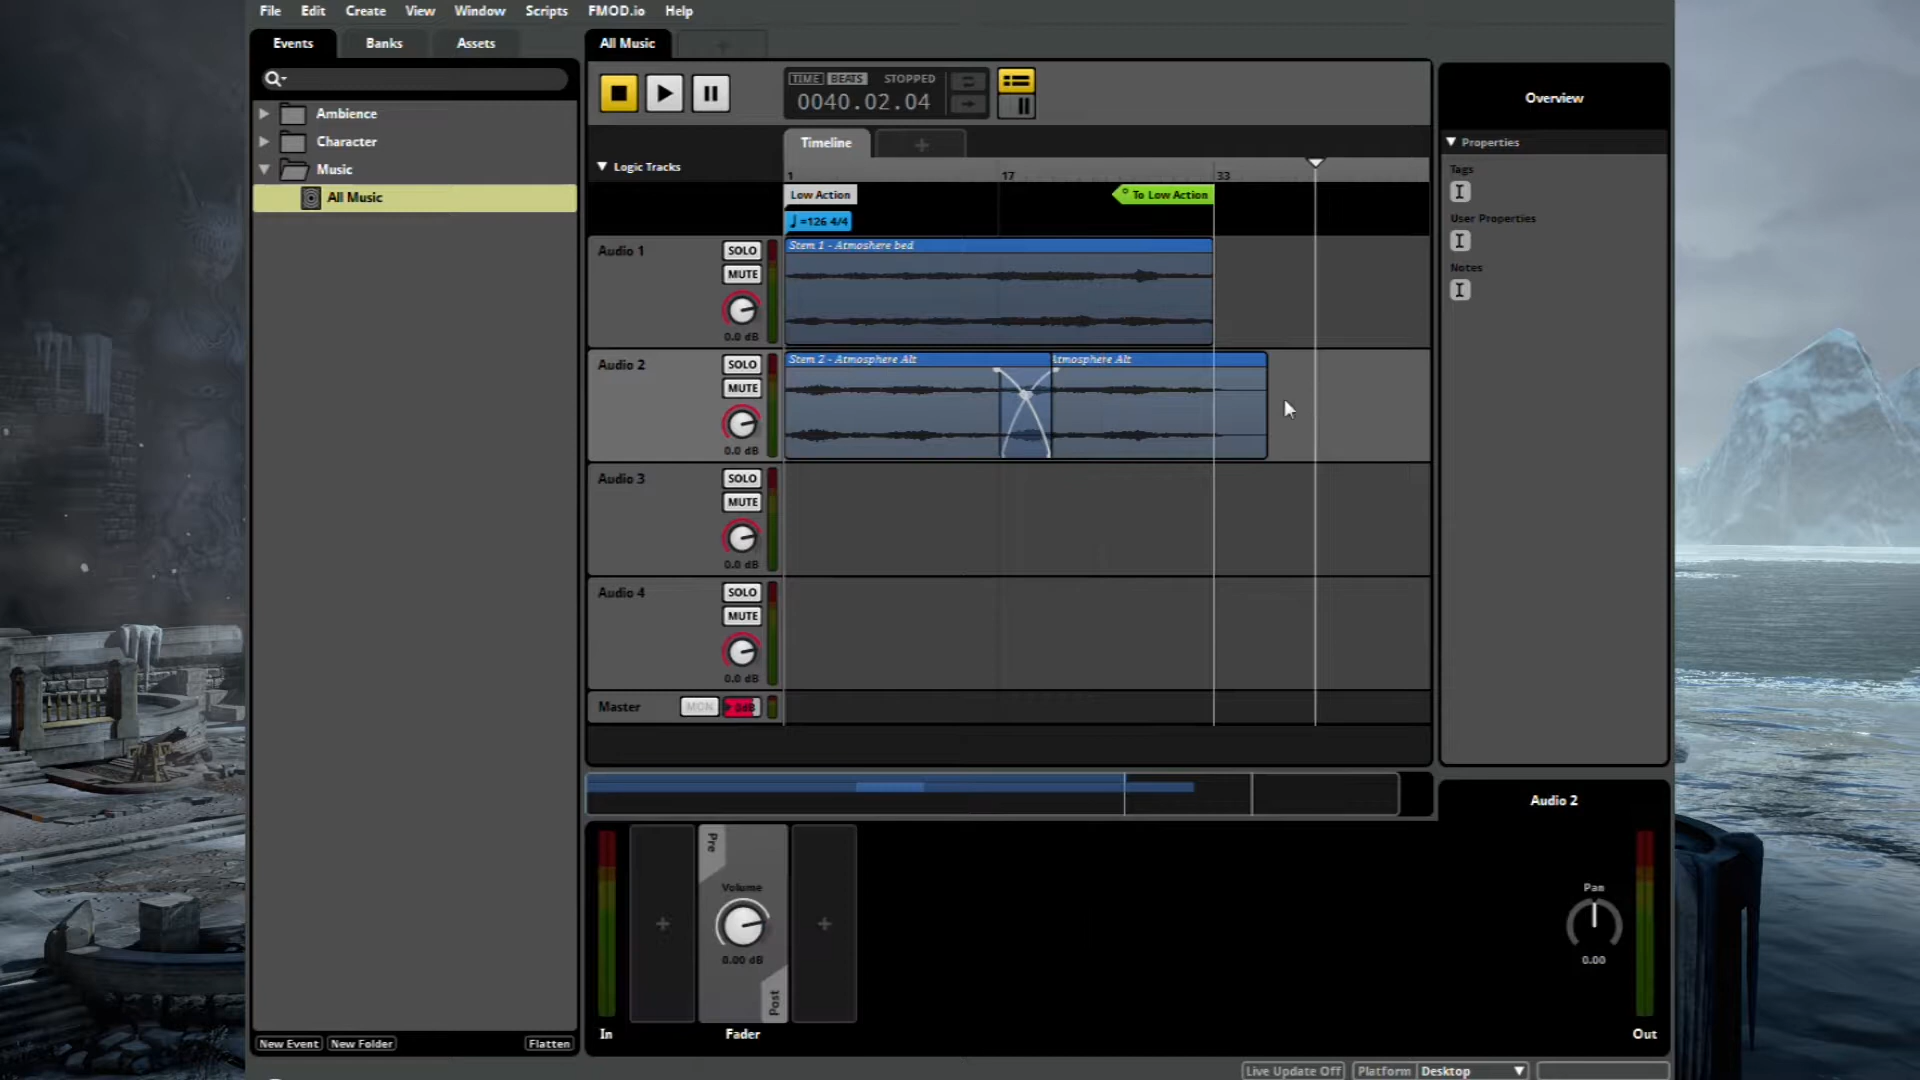 File Edit Create View Window Scripts FMOD.io Help
Events Banks Assets
All Music
Ambience
Character
Music
All Music
TIME BEATS STOPPED
0040.02.04
Overview
Timeline
Properties
Logic Tracks
1 17 33
Tags
Low Action
To Low Action
=126 4/4
User Properties
Notes
Audio 1 SOLO
MUTE
0.0 dB
Stem 1 - Atmoshere bed
Audio 2 SOLO
MUTE
0.0 dB
Stem 2 - Atmosphere Alt
Atmosphere Alt
Audio 3 SOLO
MUTE
0.0 dB
Audio 4 SOLO
MUTE
0.0 dB
Master MON 0dB
Audio 2
Pre
Volume
0.00 dB
Post
Pan
0.00
In Fader Out
New Event New Folder Flatten
Live Update Off Platform Desktop